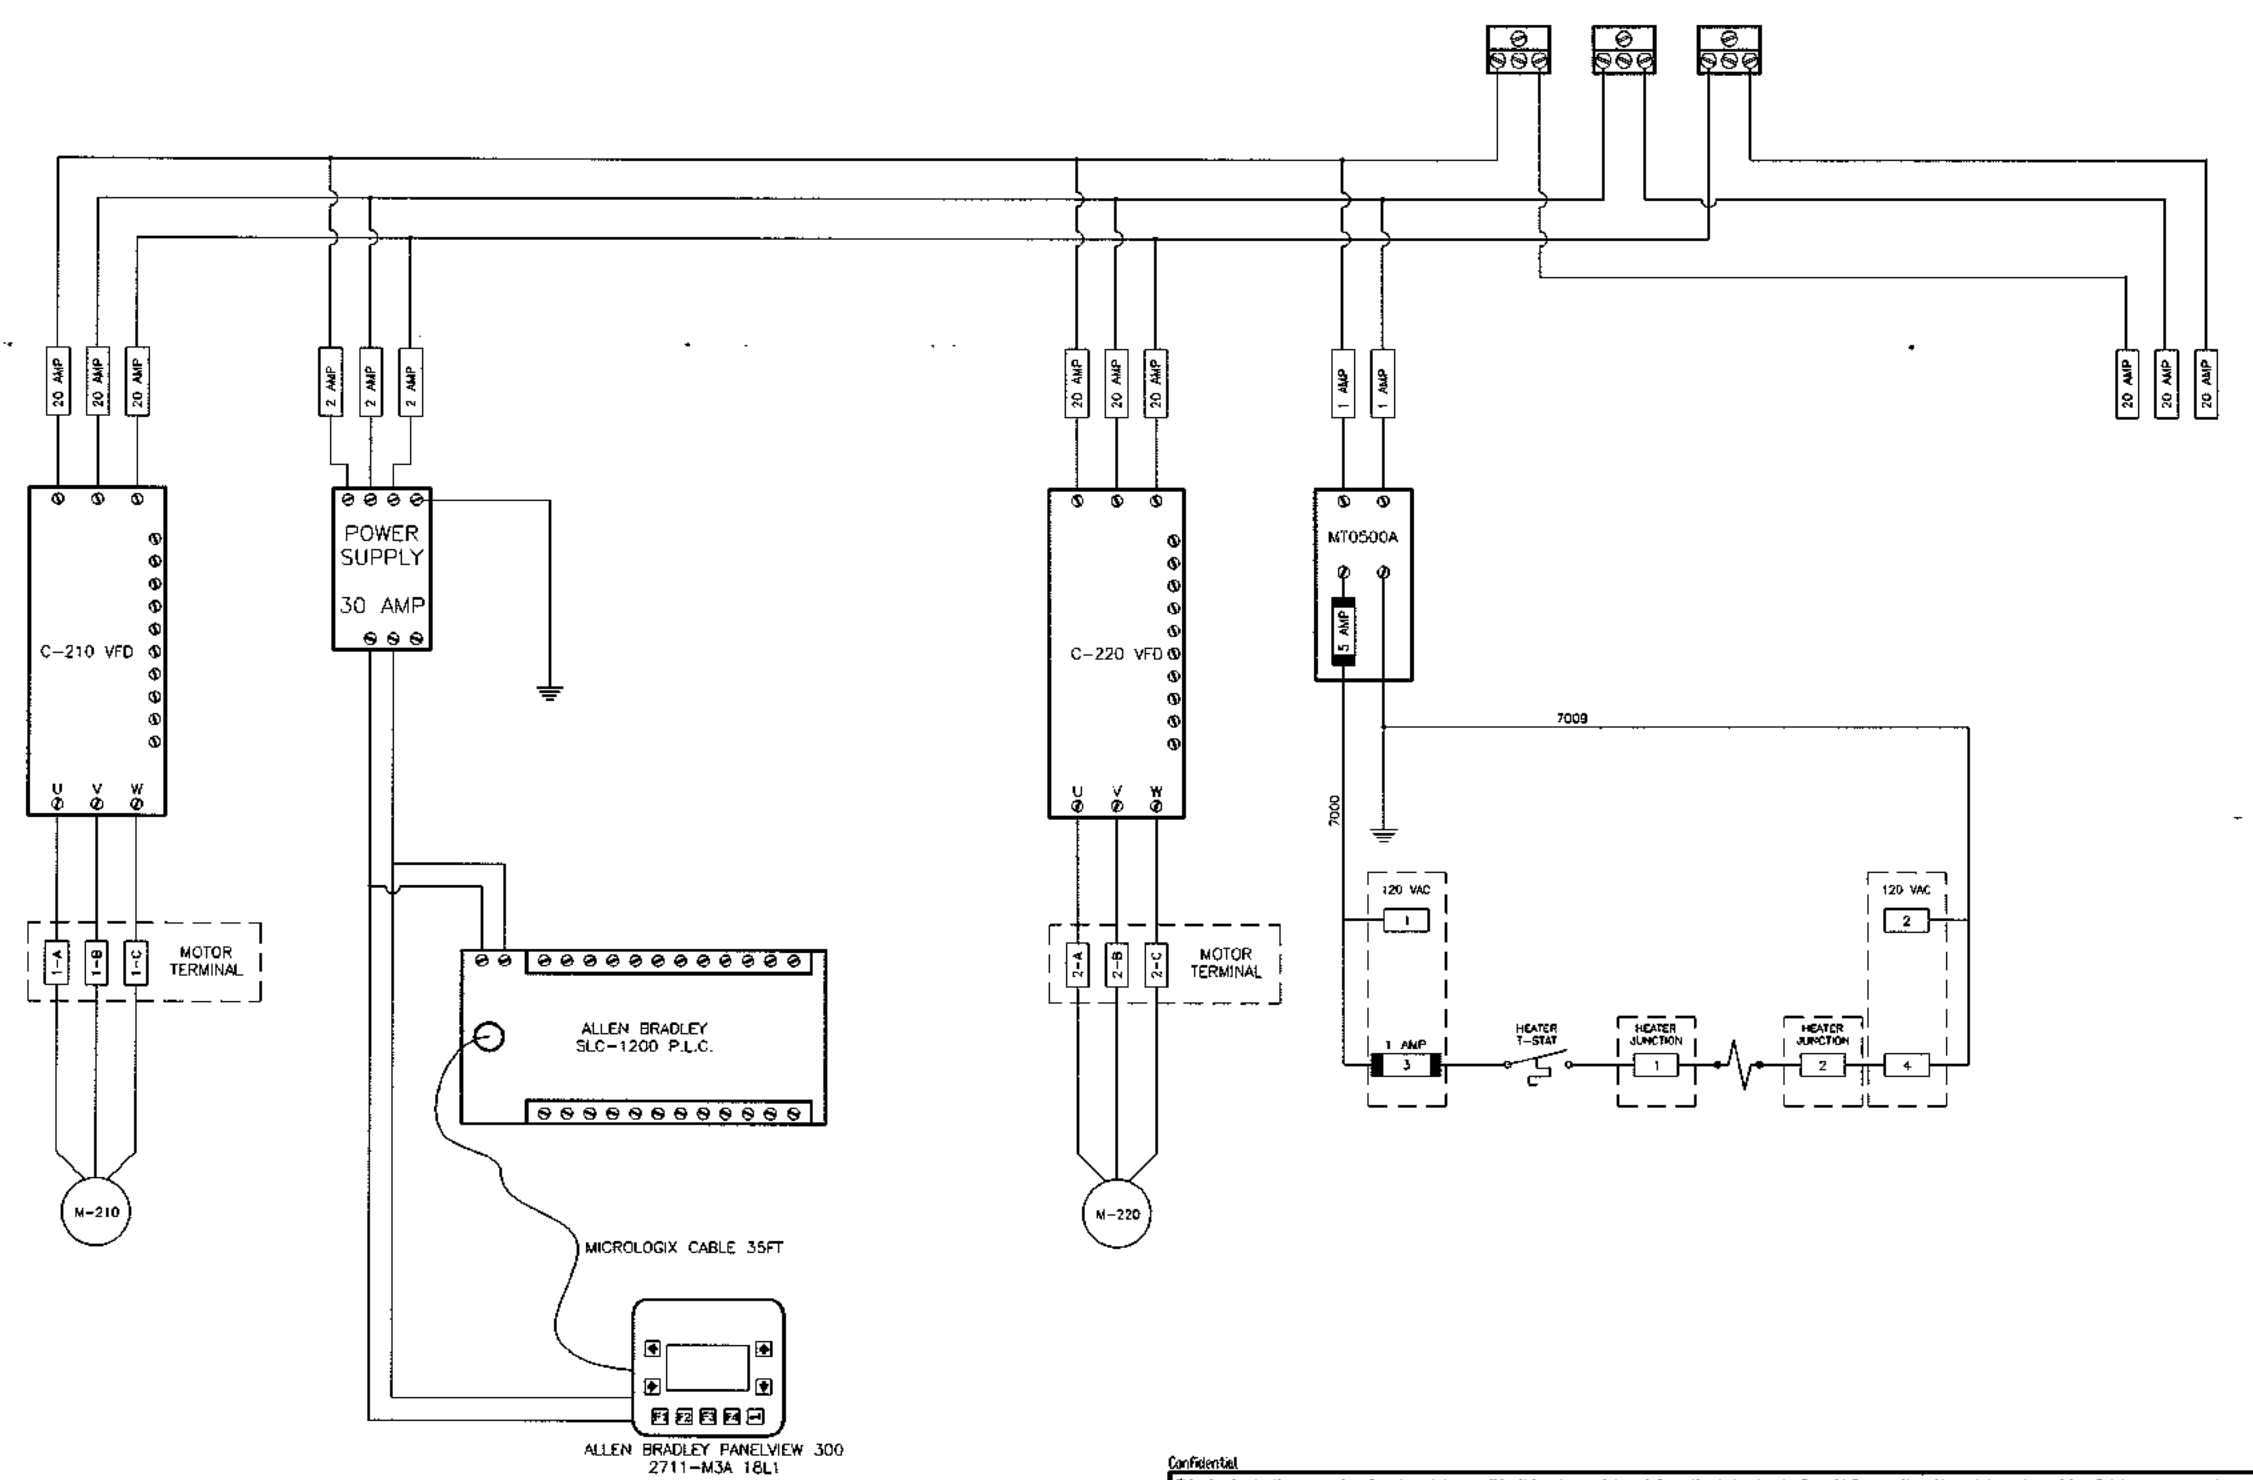 20 AMP
20 AMP
20 AMP
2 AMP
2 AMP
2 AMP
20 AMP
20 AMP
20 AMP
1 AMP
1 AMP
20 AMP
20 AMP
20 AMP
POWER
SUPPLY
30 AMP
MT0500A
5 AMP
C-210 VFD
C-220 VFD
7009
7000
U V W
U V W
120 VAC
1
120 VAC
2
1-A
1-B
1-C
MOTOR
TERMINAL
2-A
2-B
2-C
MOTOR
TERMINAL
ALLEN BRADLEY
SLC-1200 P.L.C.
1 AMP
3
HEATER
T-STAT
HEATER
JUNCTION
1
HEATER
JUNCTION
2
4
M-210
M-220
MICROLOGIX CABLE 35FT
F1 F2 F3 F4
ALLEN BRADLEY PANELVIEW 300
2711-M3A 18L1
Confidential